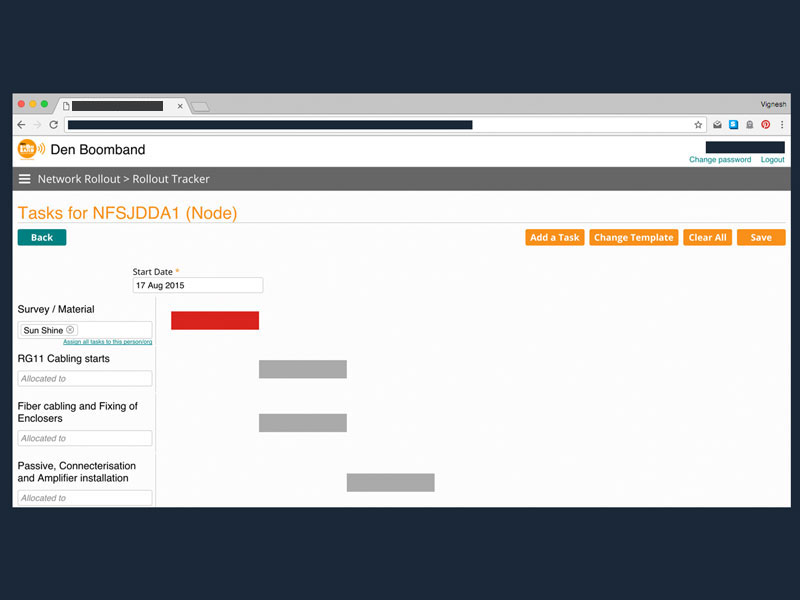 Vignesh
Den Boomband
Change password Logout
Network Rollout > Rollout Tracker
Tasks for NFSJDDA1 (Node)
Back
Add a Task Change Template Clear All Save
Start Date *
17 Aug 2015
Survey / Material
Sun Shine
Assign all tasks to this person/org
RG11 Cabling starts
Allocated to
Fiber cabling and Fixing of
Enclosers
Allocated to
Passive, Connecterisation
and Amplifier installation
Allocated to